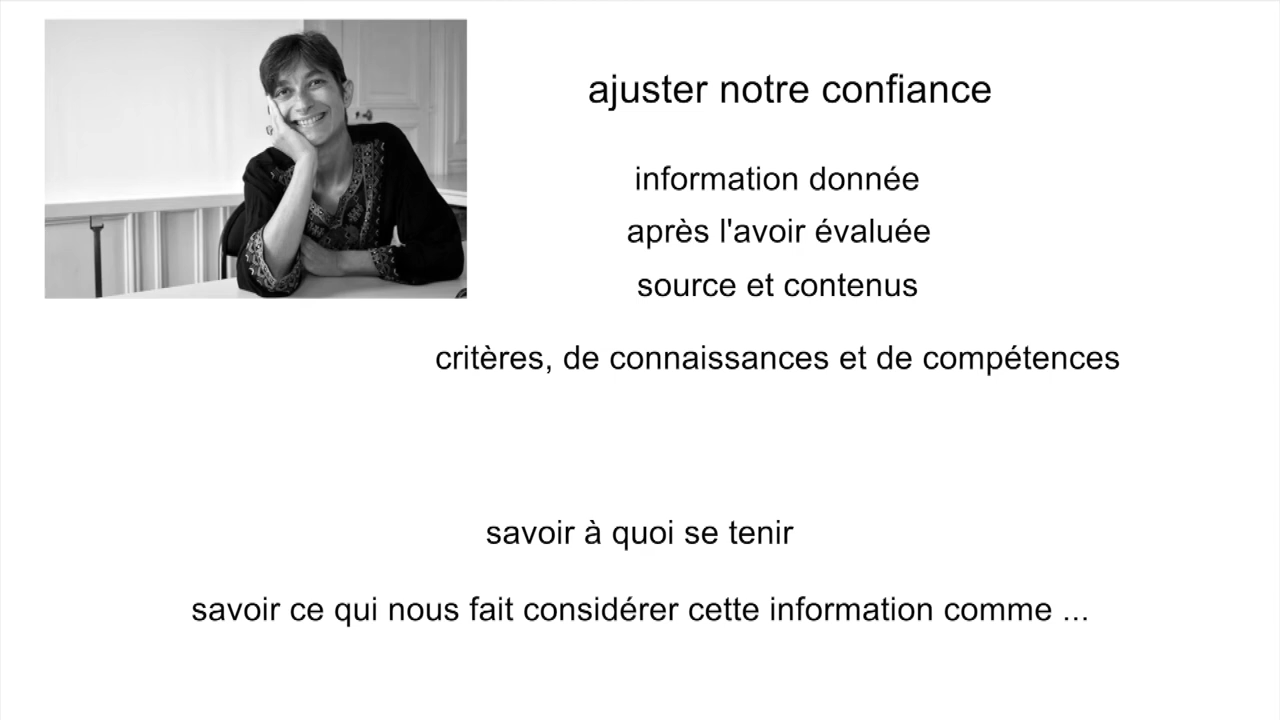 ajuster notre confiance
information donnée
après l'avoir évaluée
source et contenus
critères, de connaissances et de compétences
savoir à quoi se tenir
savoir ce qui nous fait considérer cette information comme ...